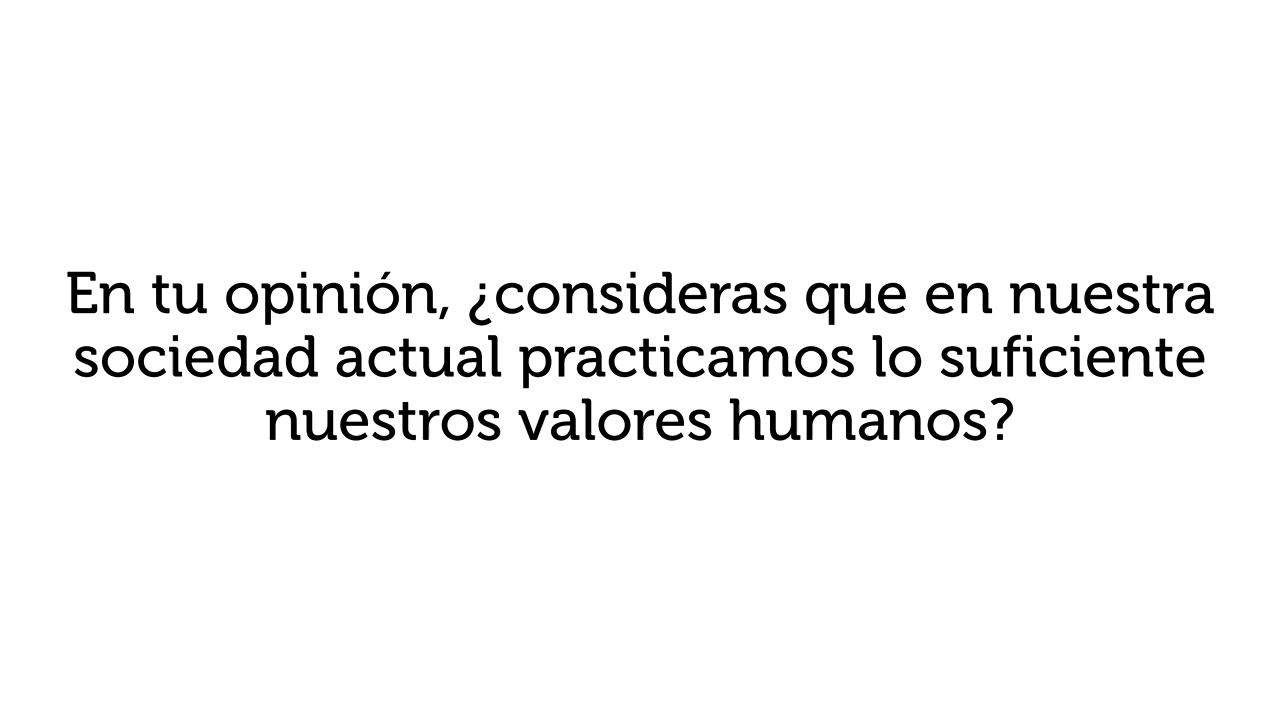 En tu opinión, ¿consideras que en nuestra
sociedad actual practicamos lo suficiente
nuestros valores humanos?